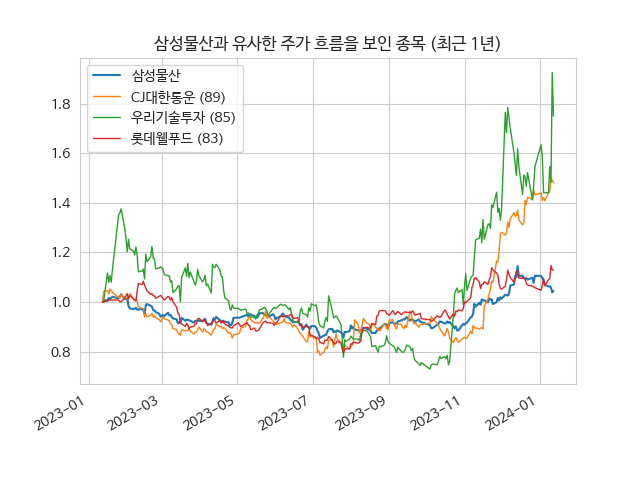 삼성물산과 유사한 주가 흐름을 보인 종목 (최근 1년)
삼성물산
CJ대한통운 (89)
우리기술투자 (85)
롯데웰푸드 (83)
1.8
1.6
1.4
1.2
1.0
0.8
2023-01
2023-03
2023-05
2023-07
2023-09
2023-11
2024-01